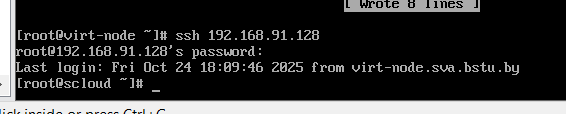 [ Wrote 8 lines ]
[root@virt-node ~]# ssh 192.168.91.128
root@192.168.91.128's password:
Last login: Fri Oct 24 18:09:46 2025 from virt-node.sva.bstu.by
[root@scloud ~]# _
lick inside or press Ctrl+G